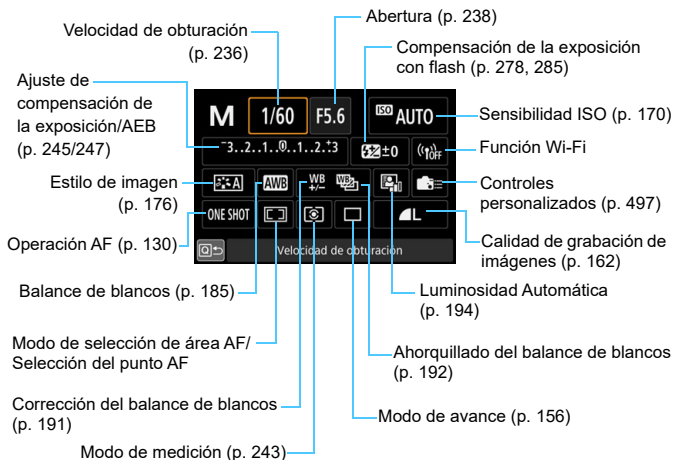 Abertura (p. 238)
Velocidad de obturación
(p. 236)
Compensación de la exposición
con flash (p. 278, 285)
Ajuste de
compensación de
la exposición/AEB
(p. 245/247)
M 1/60 F5.6 ISO AUTO
Sensibilidad ISO (p. 170)
-3..2..1..0..1..2.+3 ±0 OFF
Función Wi-Fi
Estilo de imagen
(p. 176)
A AWB WB +/- WB
Controles
personalizados (p. 497)
ONE SHOT L
Operación AF (p. 130)
Calidad de grabación de
imágenes (p. 162)
Q Velocidad de obturación
Balance de blancos (p. 185)
Luminosidad Automática
(p. 194)
Modo de selección de área AF/
Selección del punto AF
Ahorquillado del balance de blancos
(p. 192)
Corrección del balance de blancos
(p. 191)
Modo de avance (p. 156)
Modo de medición (p. 243)